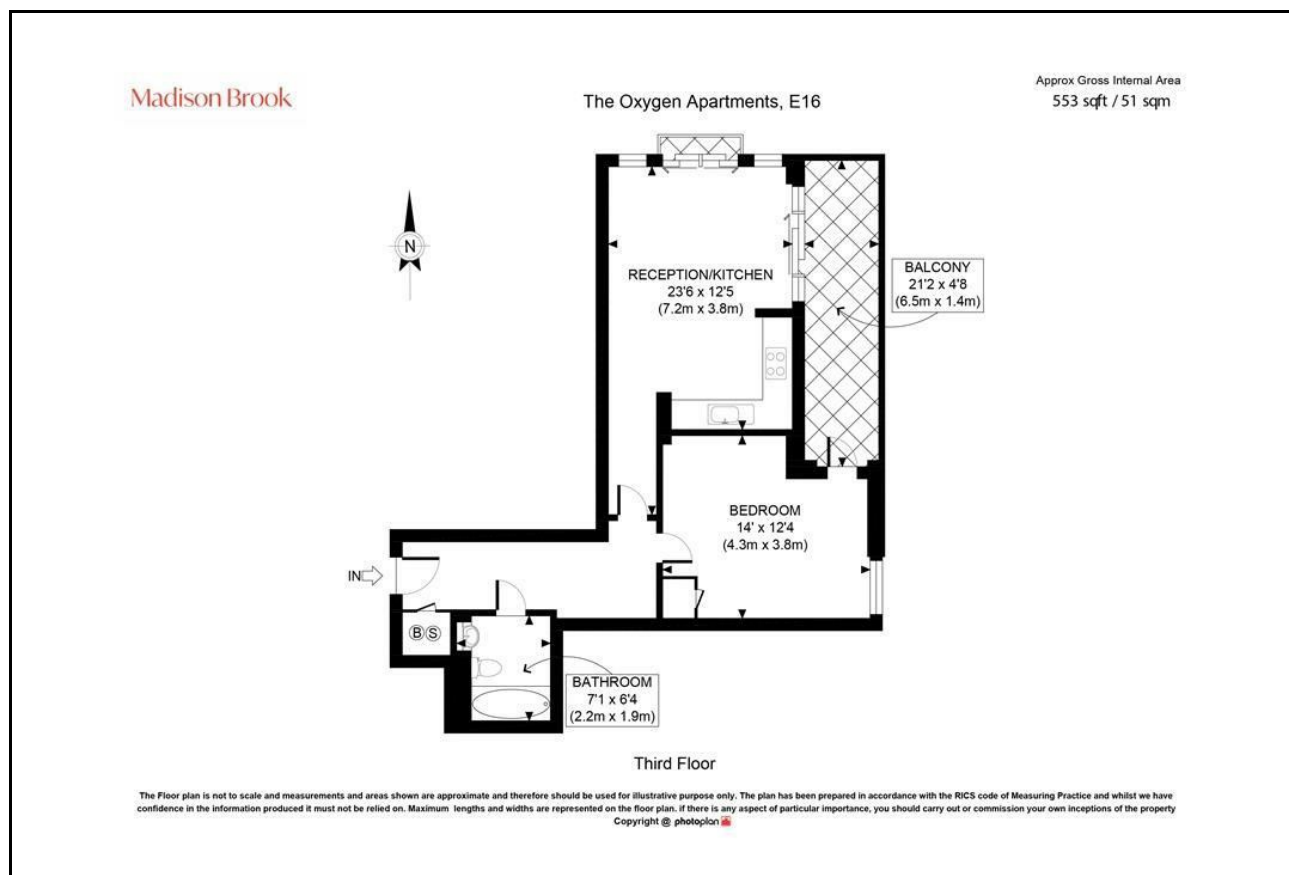 Madison Brook
The Oxygen Apartments, E16
Approx Gross Internal Area
553 sqft / 51 sqm
N
RECEPTION/KITCHEN
23'6 x 12'5
(7.2m x 3.8m)
BALCONY
21'2 x 4'8
(6.5m x 1.4m)
BEDROOM
14' x 12'4
(4.3m x 3.8m)
IN
B S
BATHROOM
7'1 x 6'4
(2.2m x 1.9m)
Third Floor
The Floor plan is not to scale and measurements and areas shown are approximate and therefore should be used for illustrative purpose only. The plan has been prepared in accordance with the RICS code of Measuring Practice and whilst we have
confidence in the information produced it must not be relied on. Maximum lengths and widths are represented on the floor plan. if there is any aspect of particular importance, you should carry out or commission your own inceptions of the property
Copyright @ photoplan